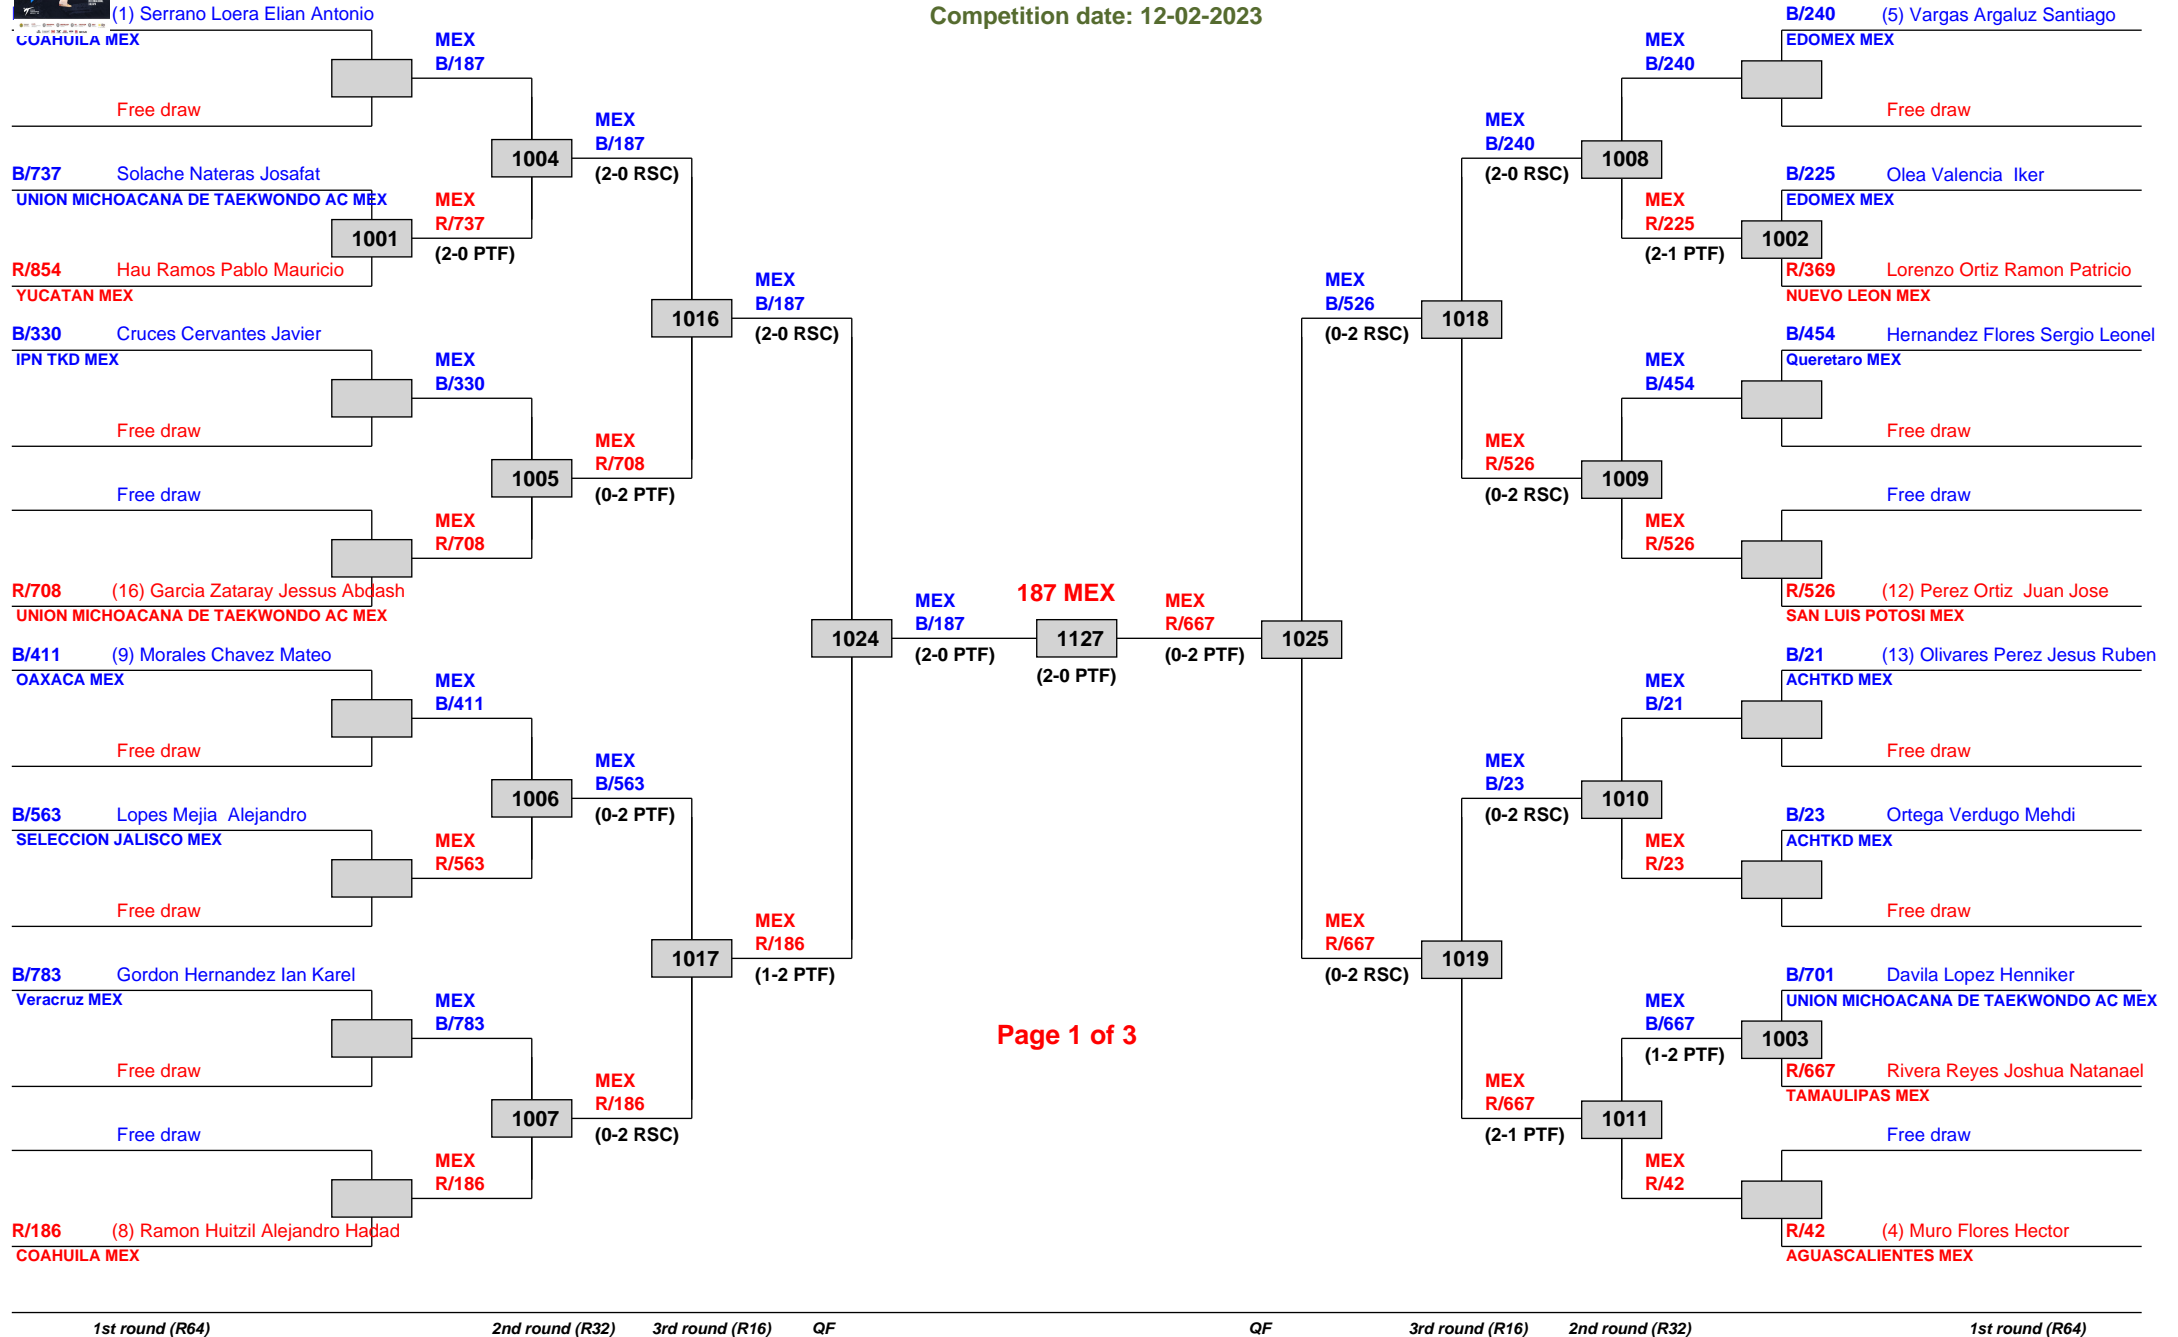 Competition date: 12-02-2023
(1) Serrano Loera Elian Antonio
COAHUILA MEX
MEX
B/187
Free draw
MEX
B/187
(2-0 RSC)
1004
B/737 Solache Nateras Josafat
UNION MICHOACANA DE TAEKWONDO AC MEX
MEX
R/737
(2-0 PTF)
1001
R/854 Hau Ramos Pablo Mauricio
YUCATAN MEX
MEX
B/187
(2-0 RSC)
1016
B/330 Cruces Cervantes Javier
IPN TKD MEX
MEX
B/330
Free draw
MEX
R/708
(0-2 PTF)
1005
Free draw
MEX
R/708
R/708 (16) Garcia Zataray Jessus Abdash
UNION MICHOACANA DE TAEKWONDO AC MEX
1024
MEX
B/187
(2-0 PTF)
187 MEX
1127
(2-0 PTF)
MEX
R/667
(0-2 PTF)
1025
B/411 (9) Morales Chavez Mateo
OAXACA MEX
MEX
B/411
Free draw
MEX
B/563
(0-2 PTF)
1006
B/563 Lopes Mejia Alejandro
SELECCION JALISCO MEX
MEX
R/563
Free draw
MEX
R/186
(1-2 PTF)
1017
B/783 Gordon Hernandez Ian Karel
Veracruz MEX
MEX
B/783
Free draw
MEX
R/186
(0-2 RSC)
1007
Free draw
MEX
R/186
R/186 (8) Ramon Huitzil Alejandro Hadad
COAHUILA MEX
Page 1 of 3
B/240 (5) Vargas Argaluz Santiago
EDOMEX MEX
MEX
B/240
Free draw
MEX
B/240
(2-0 RSC)
1008
B/225 Olea Valencia Iker
EDOMEX MEX
MEX
R/225
(2-1 PTF)
1002
R/369 Lorenzo Ortiz Ramon Patricio
NUEVO LEON MEX
MEX
B/526
(0-2 RSC)
1018
B/454 Hernandez Flores Sergio Leonel
Queretaro MEX
MEX
B/454
Free draw
MEX
R/526
(0-2 RSC)
1009
Free draw
MEX
R/526
R/526 (12) Perez Ortiz Juan Jose
SAN LUIS POTOSI MEX
B/21 (13) Olivares Perez Jesus Ruben
ACHTKD MEX
MEX
B/21
Free draw
MEX
B/23
(0-2 RSC)
1010
B/23 Ortega Verdugo Mehdi
ACHTKD MEX
MEX
R/23
Free draw
MEX
R/667
(0-2 RSC)
1019
B/701 Davila Lopez Henniker
UNION MICHOACANA DE TAEKWONDO AC MEX
MEX
B/667
(1-2 PTF)
1003
R/667 Rivera Reyes Joshua Natanael
TAMAULIPAS MEX
MEX
R/667
(2-1 PTF)
1011
Free draw
MEX
R/42
R/42 (4) Muro Flores Hector
AGUASCALIENTES MEX
1st round (R64) 2nd round (R32) 3rd round (R16) QF QF 3rd round (R16) 2nd round (R32) 1st round (R64)